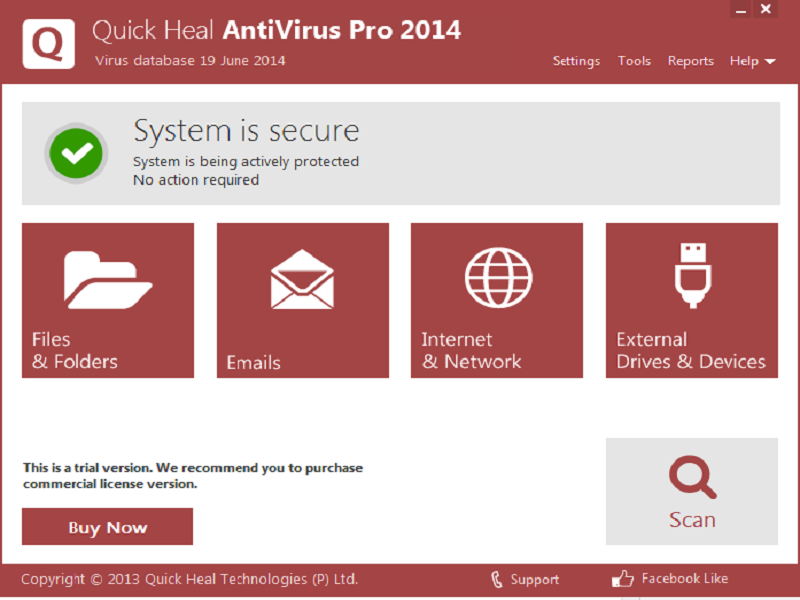 Q
Quick Heal AntiVirus Pro 2014
Virus database 19 June 2014
Settings Tools Reports Help
System is secure
System is being actively protected
No action required
Files
& Folders
Emails
Internet
& Network
External
Drives & Devices
This is a trial version. We recommend you to purchase
commercial license version.
Buy Now
Scan
Copyright © 2013 Quick Heal Technologies (P) Ltd.
Support
Facebook Like